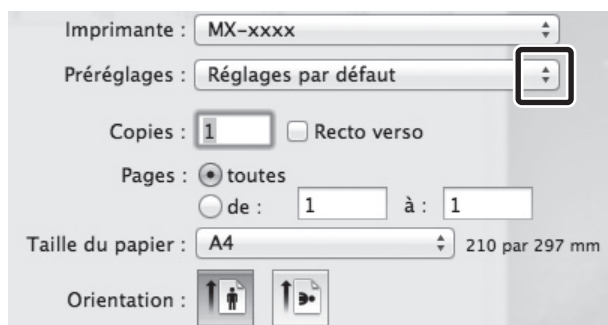 Imprimante : MX-xxxx
Préréglages : Réglages par défaut
Copies : 1 Recto verso
Pages : toutes
de : 1 à : 1
Taille du papier : A4 210 par 297 mm
Orientation :